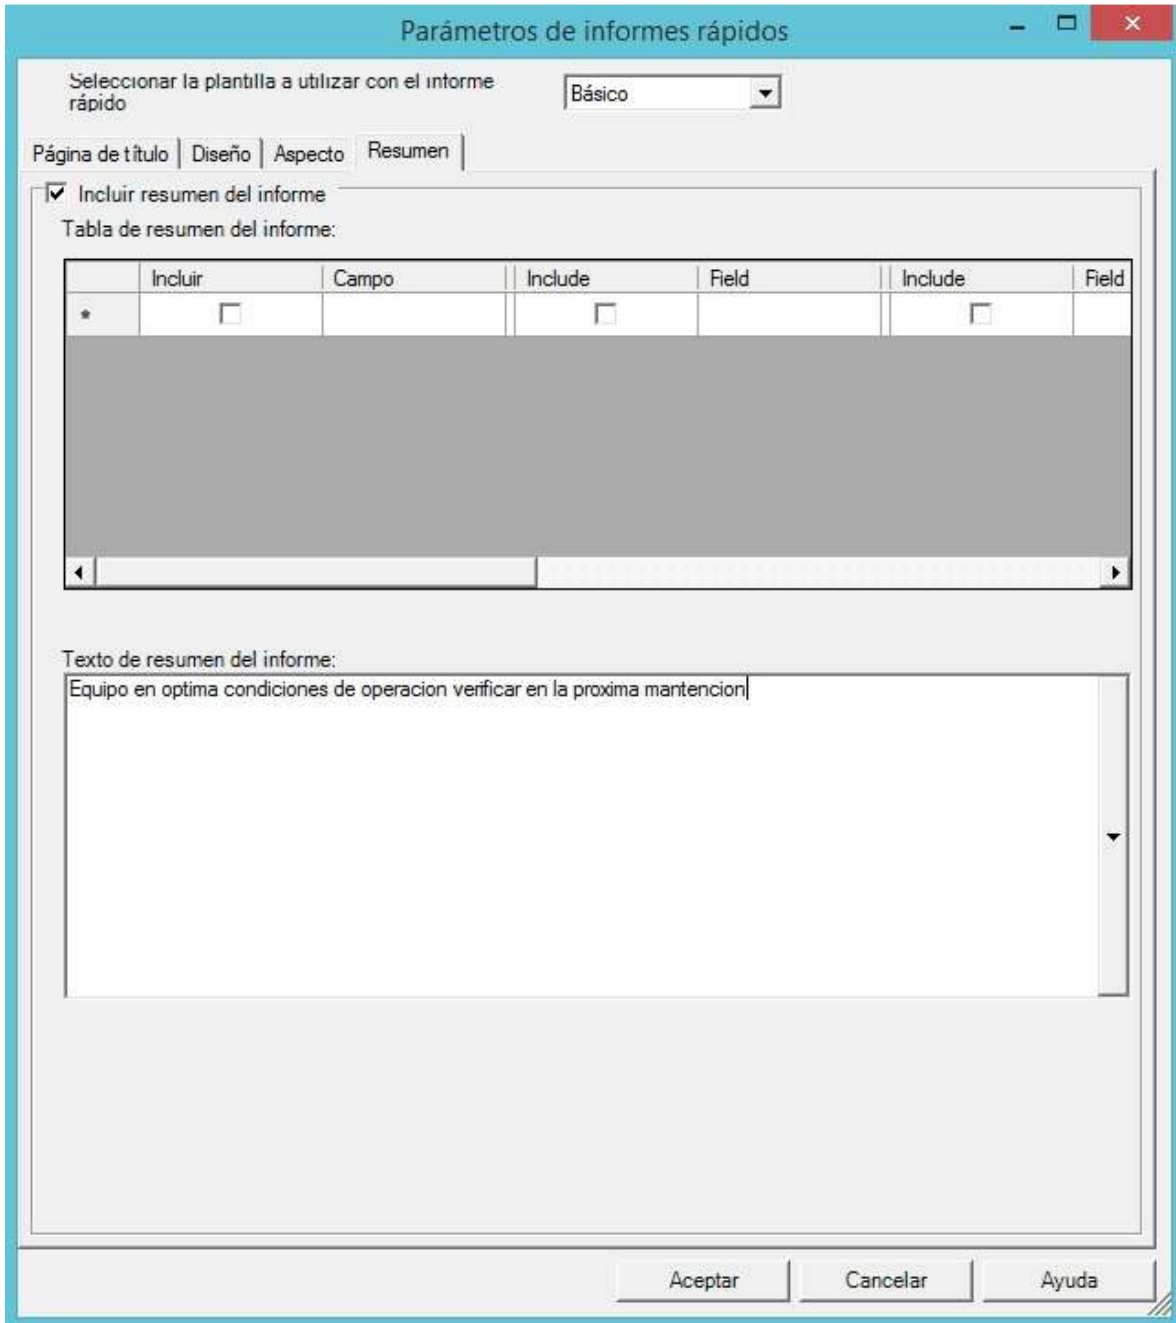 Parámetros de informes rápidos
Seleccionar la plantilla a utilizar con el informe
rápido
Básico
Página de título Diseño Aspecto Resumen
Incluir resumen del informe
Tabla de resumen del informe:
Incluir Campo Include Field Include Field
*
Texto de resumen del informe:
Equipo en optima condiciones de operacion verificar en la proxima mantencion
Aceptar Cancelar Ayuda